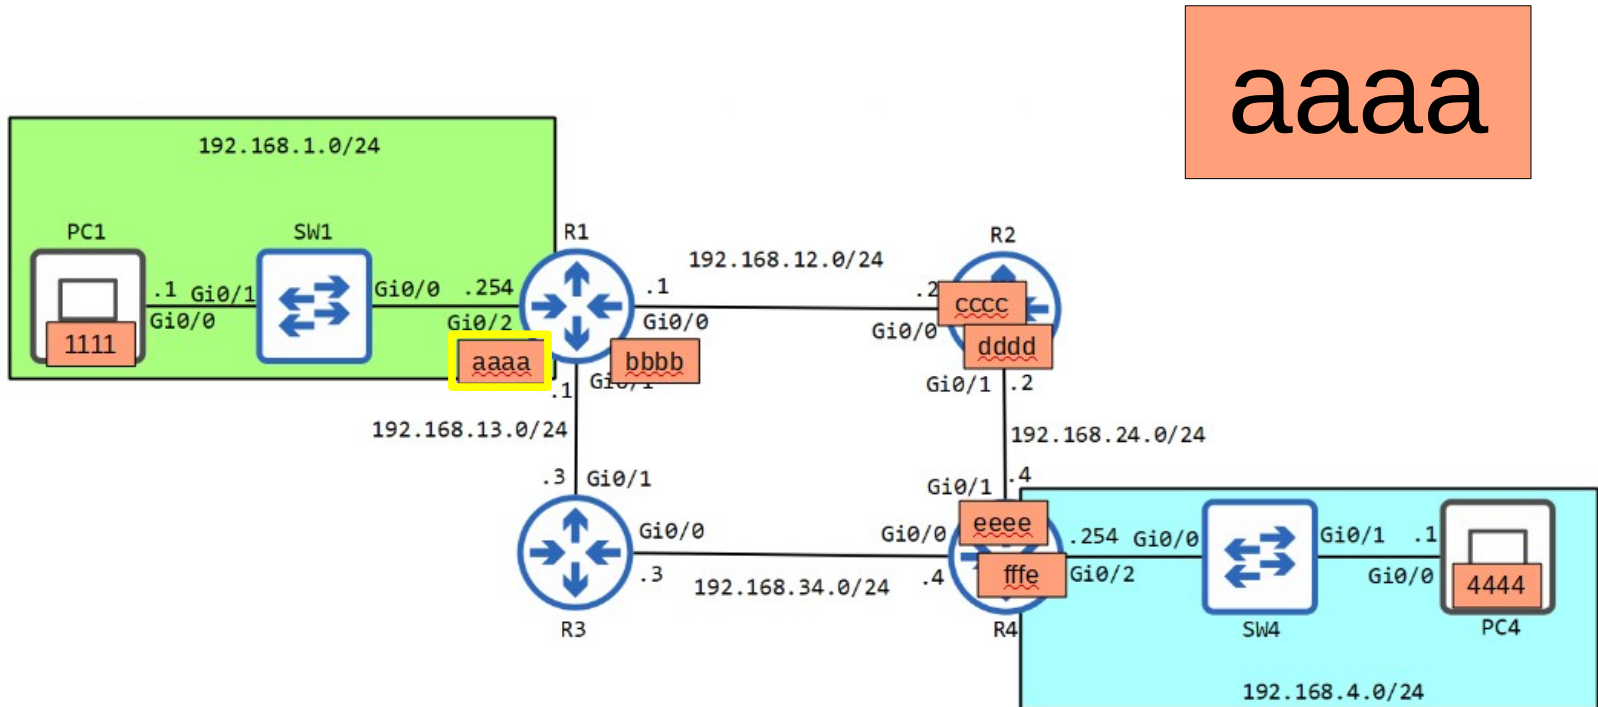 aaaa
192.168.1.0/24
PC1
SW1
R1
R2
192.168.12.0/24
.1
Gi0/1
Gi0/0
.254
.1
.2
Gi0/0
Gi0/2
Gi0/0
Gi0/0
cccc
1111
aaaa
bbbb
dddd
.1
Gi0/1
Gi0/1
.2
192.168.13.0/24
192.168.24.0/24
.3
Gi0/1
Gi0/1
.4
eeee
Gi0/0
Gi0/0
.254
Gi0/0
Gi0/1
.1
.3
192.168.34.0/24
.4
fffe
Gi0/2
Gi0/0
4444
R3
R4
SW4
PC4
192.168.4.0/24